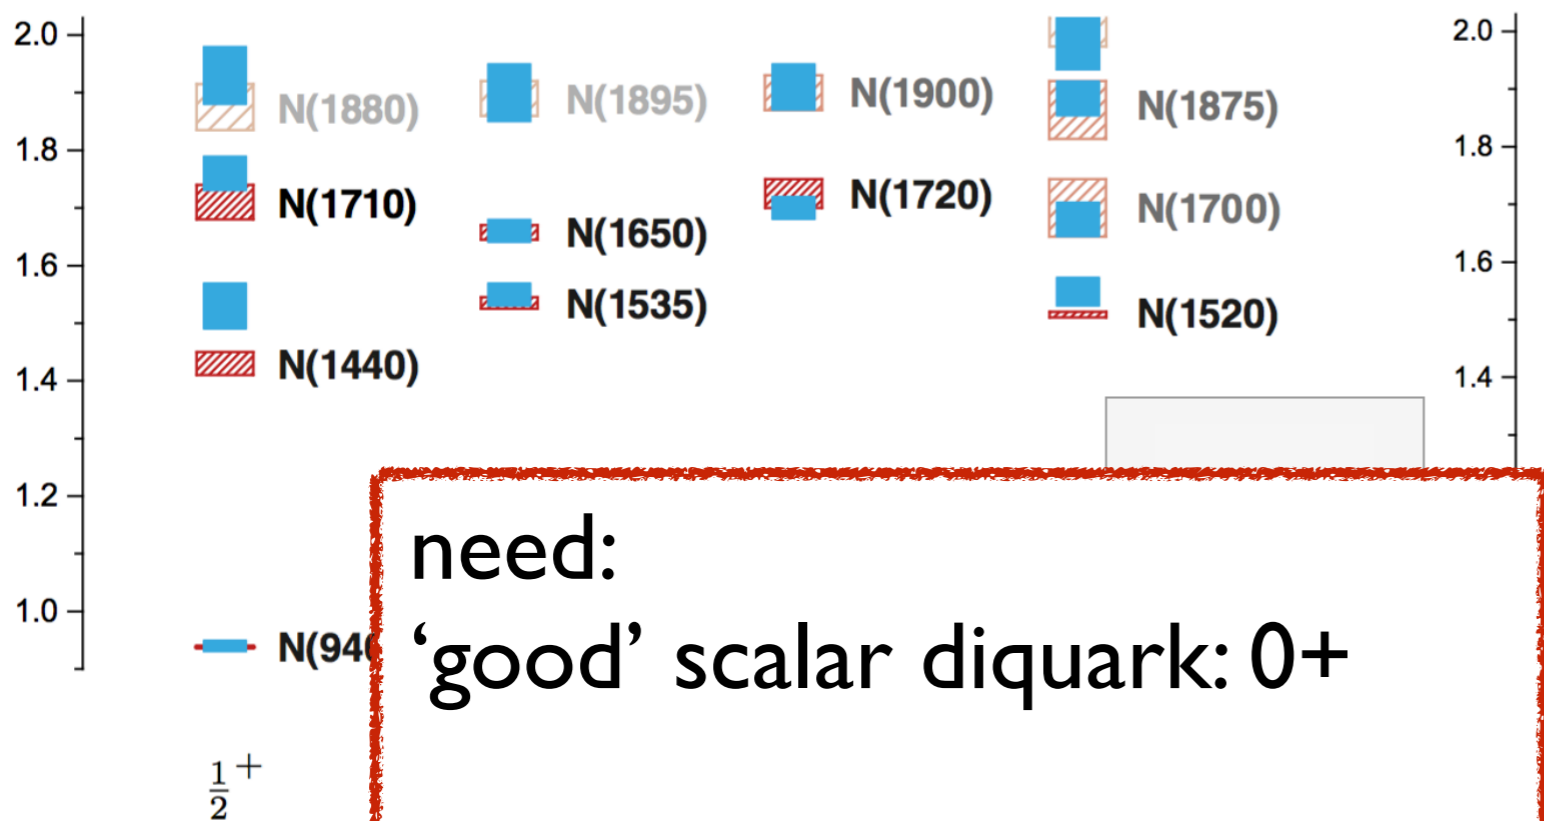 2.0
2.0
N(1880)
N(1895)
N(1900)
N(1875)
1.8
1.8
N(1710)
N(1650)
N(1720)
N(1700)
1.6
1.6
N(1535)
N(1520)
N(1440)
1.4
1.4
1.2
need:
1.0
N(94
‘good’ scalar diquark: 0+
1/2+